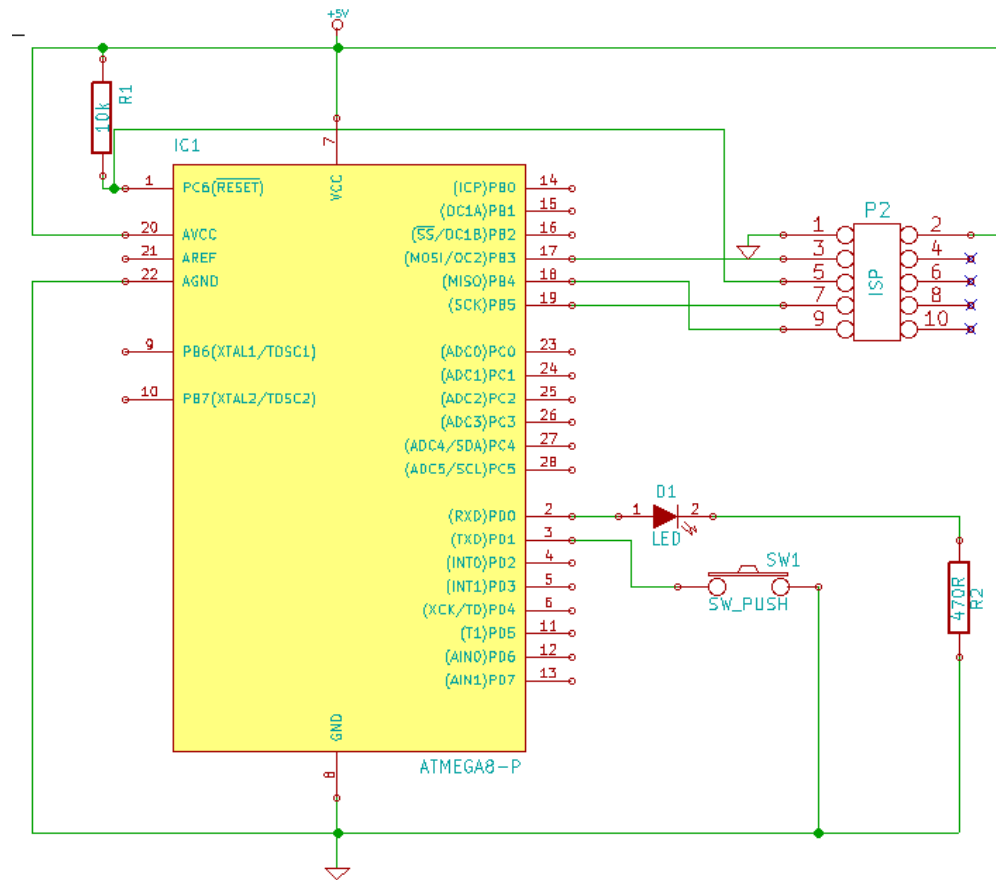 +5V
R1
10k
IC1
7
VCC
1 PC6(RESET)
20 AVCC
21 AREF
22 AGND
9 PB6(XTAL1/TOSC1)
10 PB7(XTAL2/TOSC2)
(ICP)PB0 14
(OC1A)PB1 15
(SS/OC1B)PB2 16
(MOSI/OC2)PB3 17
(MISO)PB4 18
(SCK)PB5 19
(ADC0)PC0 23
(ADC1)PC1 24
(ADC2)PC2 25
(ADC3)PC3 26
(ADC4/SDA)PC4 27
(ADC5/SCL)PC5 28
(RXD)PD0 2
(TXD)PD1 3
(INT0)PD2 4
(INT1)PD3 5
(XCK/T0)PD4 6
(T1)PD5 11
(AIN0)PD6 12
(AIN1)PD7 13
GND
8
ATMEGA8-P
P2
1 2
3 4
5 6
7 8
9 10
ISP
D1
1 2
LED
SW1
SW_PUSH
470R
R2